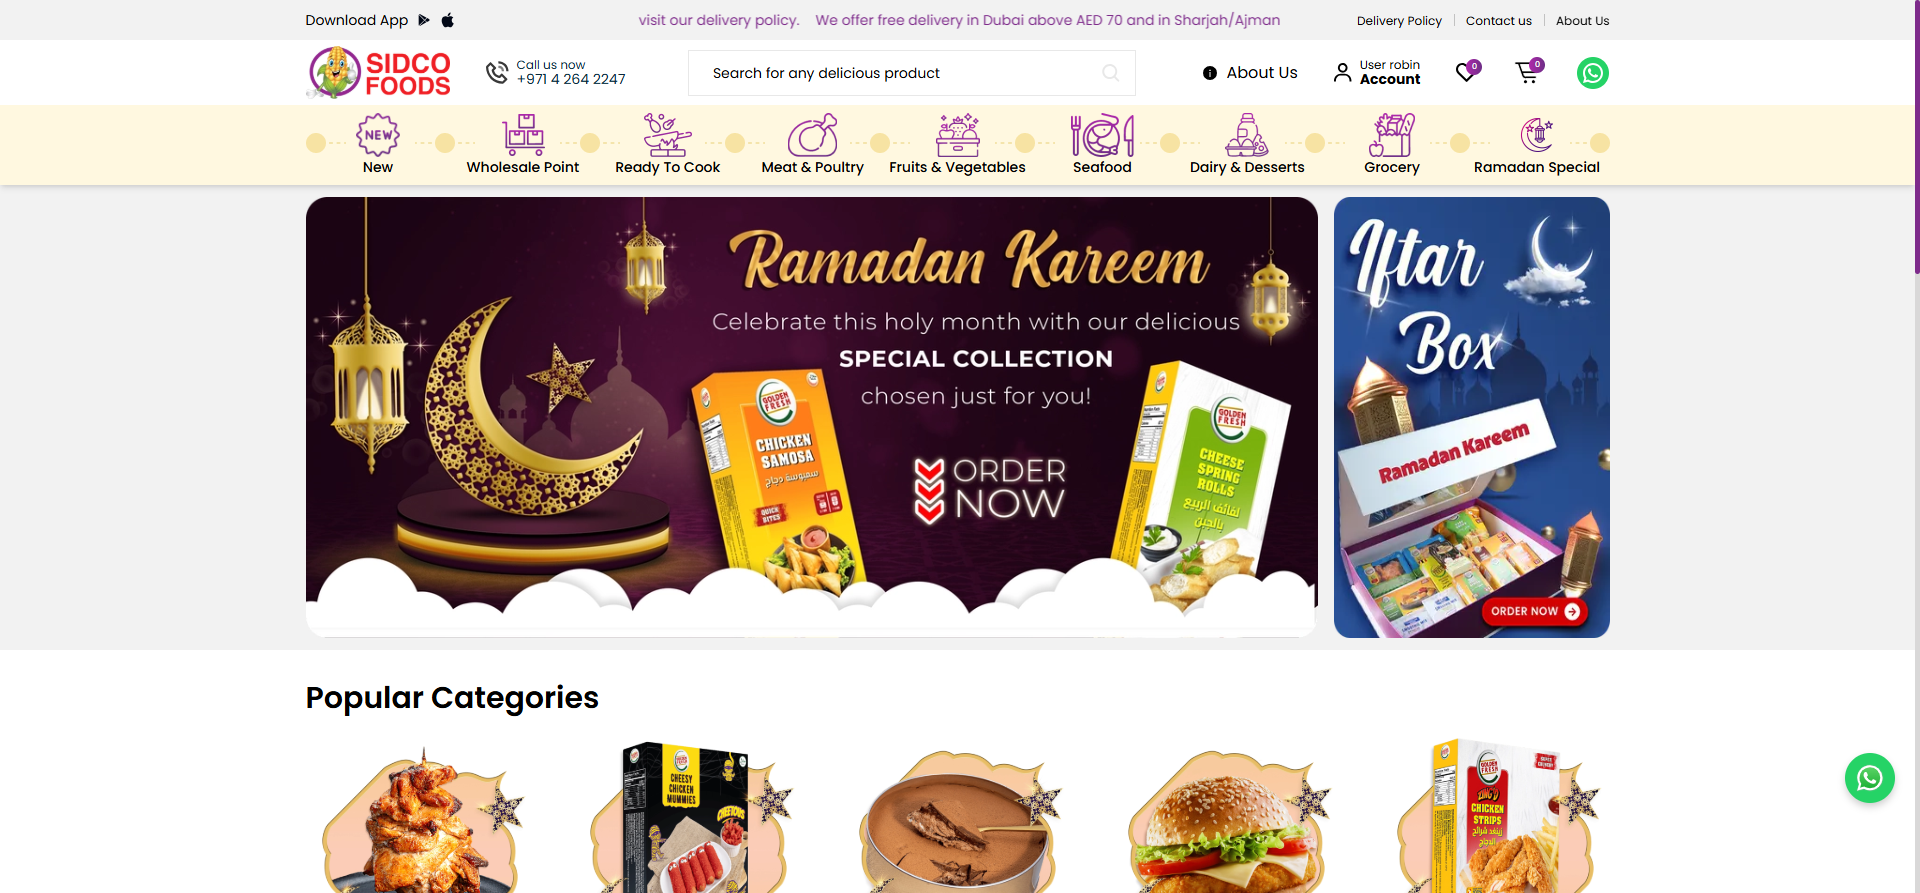 Download App
visit our delivery policy. We offer free delivery in Dubai above AED 70 and in Sharjah/Ajman
Delivery Policy
Contact us
About Us
SIDCO
FOODS
Call us now
+971 4 264 2247
Search for any delicious product
About Us
User robin
Account
0
0
NEW
New
Wholesale Point
Ready To Cook
Meat & Poultry
Fruits & Vegetables
Seafood
Dairy & Desserts
Grocery
Ramadan Special
Ramadan Kareem
Celebrate this holy month with our delicious
SPECIAL COLLECTION
chosen just for you!
GOLDEN
FRESH
CHICKEN
SAMOSA
سمبوسة دجاج
QUICK
BITES
ORDER
NOW
GOLDEN
FRESH
CHEESE
SPRING
ROLLS
لفائف الربيع
بالجبن
Iftar
Box
Ramadan Kareem
ORDER NOW
Popular Categories
GOLDEN
FRESH
CHEESY
CHICKEN
MUMMIES
GOLDEN
FRESH
ZING'D
CHICKEN
STRIPS